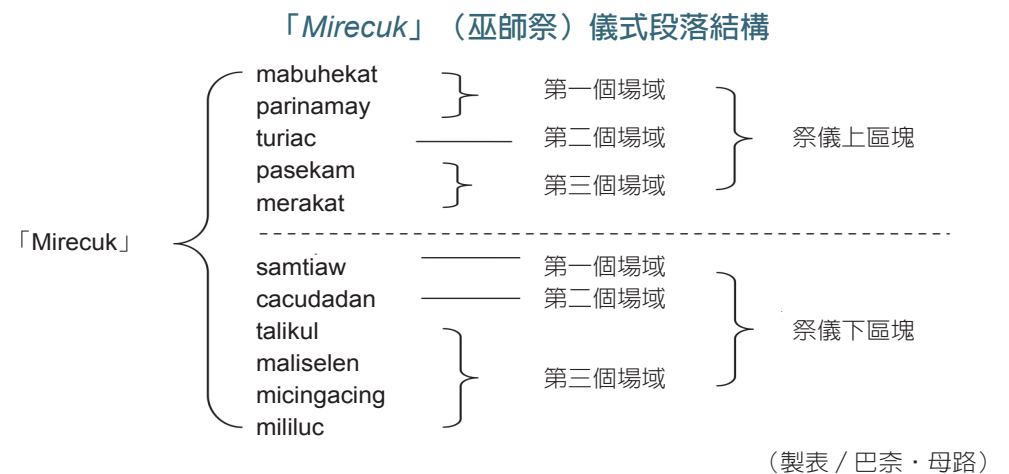 「Mirecuk」（巫師祭）儀式段落結構
mabuhekat
parinamay
第一個場域
turiac
第二個場域
祭儀上區塊
pasekam
merakat
第三個場域
「Mirecuk」
samtiaw
第一個場域
cacudadan
第二個場域
talikul
祭儀下區塊
maliselen
micingacing
第三個場域
mililuc
（製表 / 巴奈・母路）